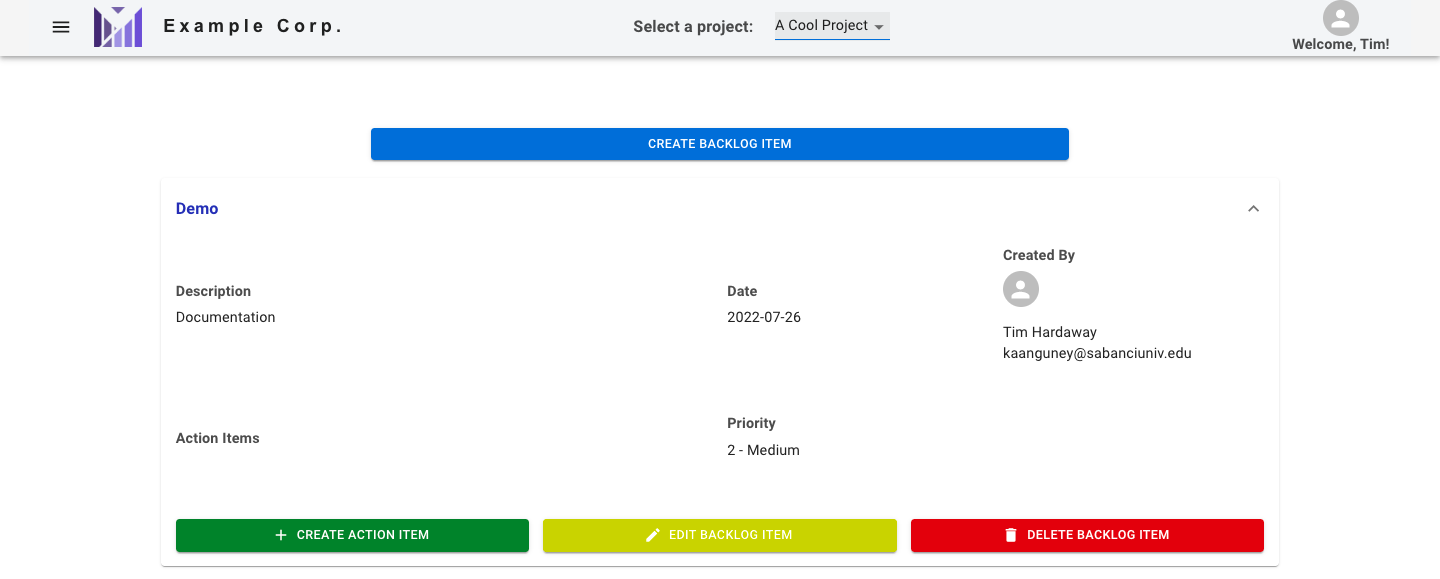 Example Corp.
Select a project:
A Cool Project
Welcome, Tim!
CREATE BACKLOG ITEM
Demo
Description
Documentation
Date
2022-07-26
Created By
Tim Hardaway
kaanguney@sabanciuniv.edu
Action Items
Priority
2 - Medium
CREATE ACTION ITEM
EDIT BACKLOG ITEM
DELETE BACKLOG ITEM